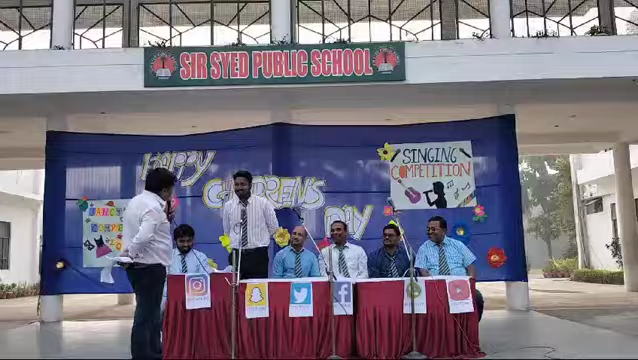 SIR SYED PUBLIC SCHOOL
Happy
CHILDREN'S
DAY
SINGING
COMPETITION